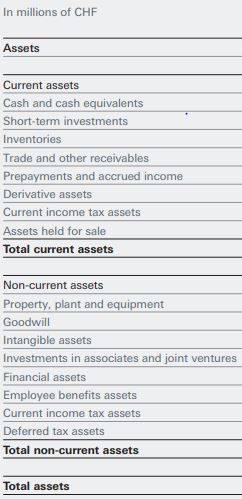 In millions of CHF
Assets
Current assets
Cash and cash equivalents
Short-term investments
Inventories
Trade and other receivables
Prepayments and accrued income
Derivative assets
Current income tax assets
Assets held for sale
Total current assets
Non-current assets
Property, plant and equipment
Goodwill
Intangible assets
Investments in associates and joint ventures
Financial assets
Employee benefits assets
Current income tax assets
Deferred tax assets
Total non-current assets
Total assets